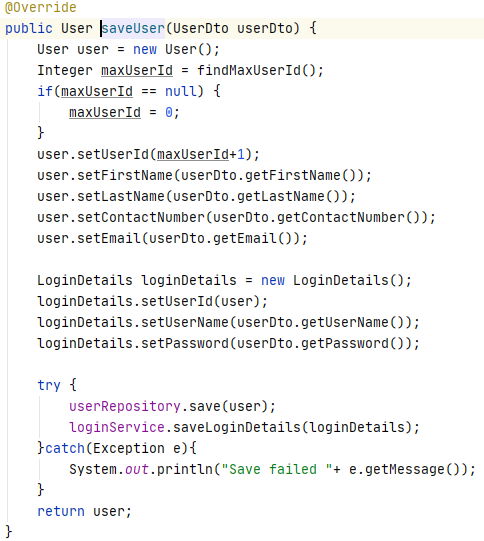 @Override
public User saveUser(UserDto userDto) {
    User user = new User();
    Integer maxUserId = findMaxUserId();
    if(maxUserId == null) {
        maxUserId = 0;
    }
    user.setUserId(maxUserId+1);
    user.setFirstName(userDto.getFirstName());
    user.setLastName(userDto.getLastName());
    user.setContactNumber(userDto.getContactNumber());
    user.setEmail(userDto.getEmail());

    LoginDetails loginDetails = new LoginDetails();
    loginDetails.setUserId(user);
    loginDetails.setUserName(userDto.getUserName());
    loginDetails.setPassword(userDto.getPassword());

    try {
        userRepository.save(user);
        loginService.saveLoginDetails(loginDetails);
    }catch(Exception e){
        System.out.println("Save failed "+ e.getMessage());
    }
    return user;
}